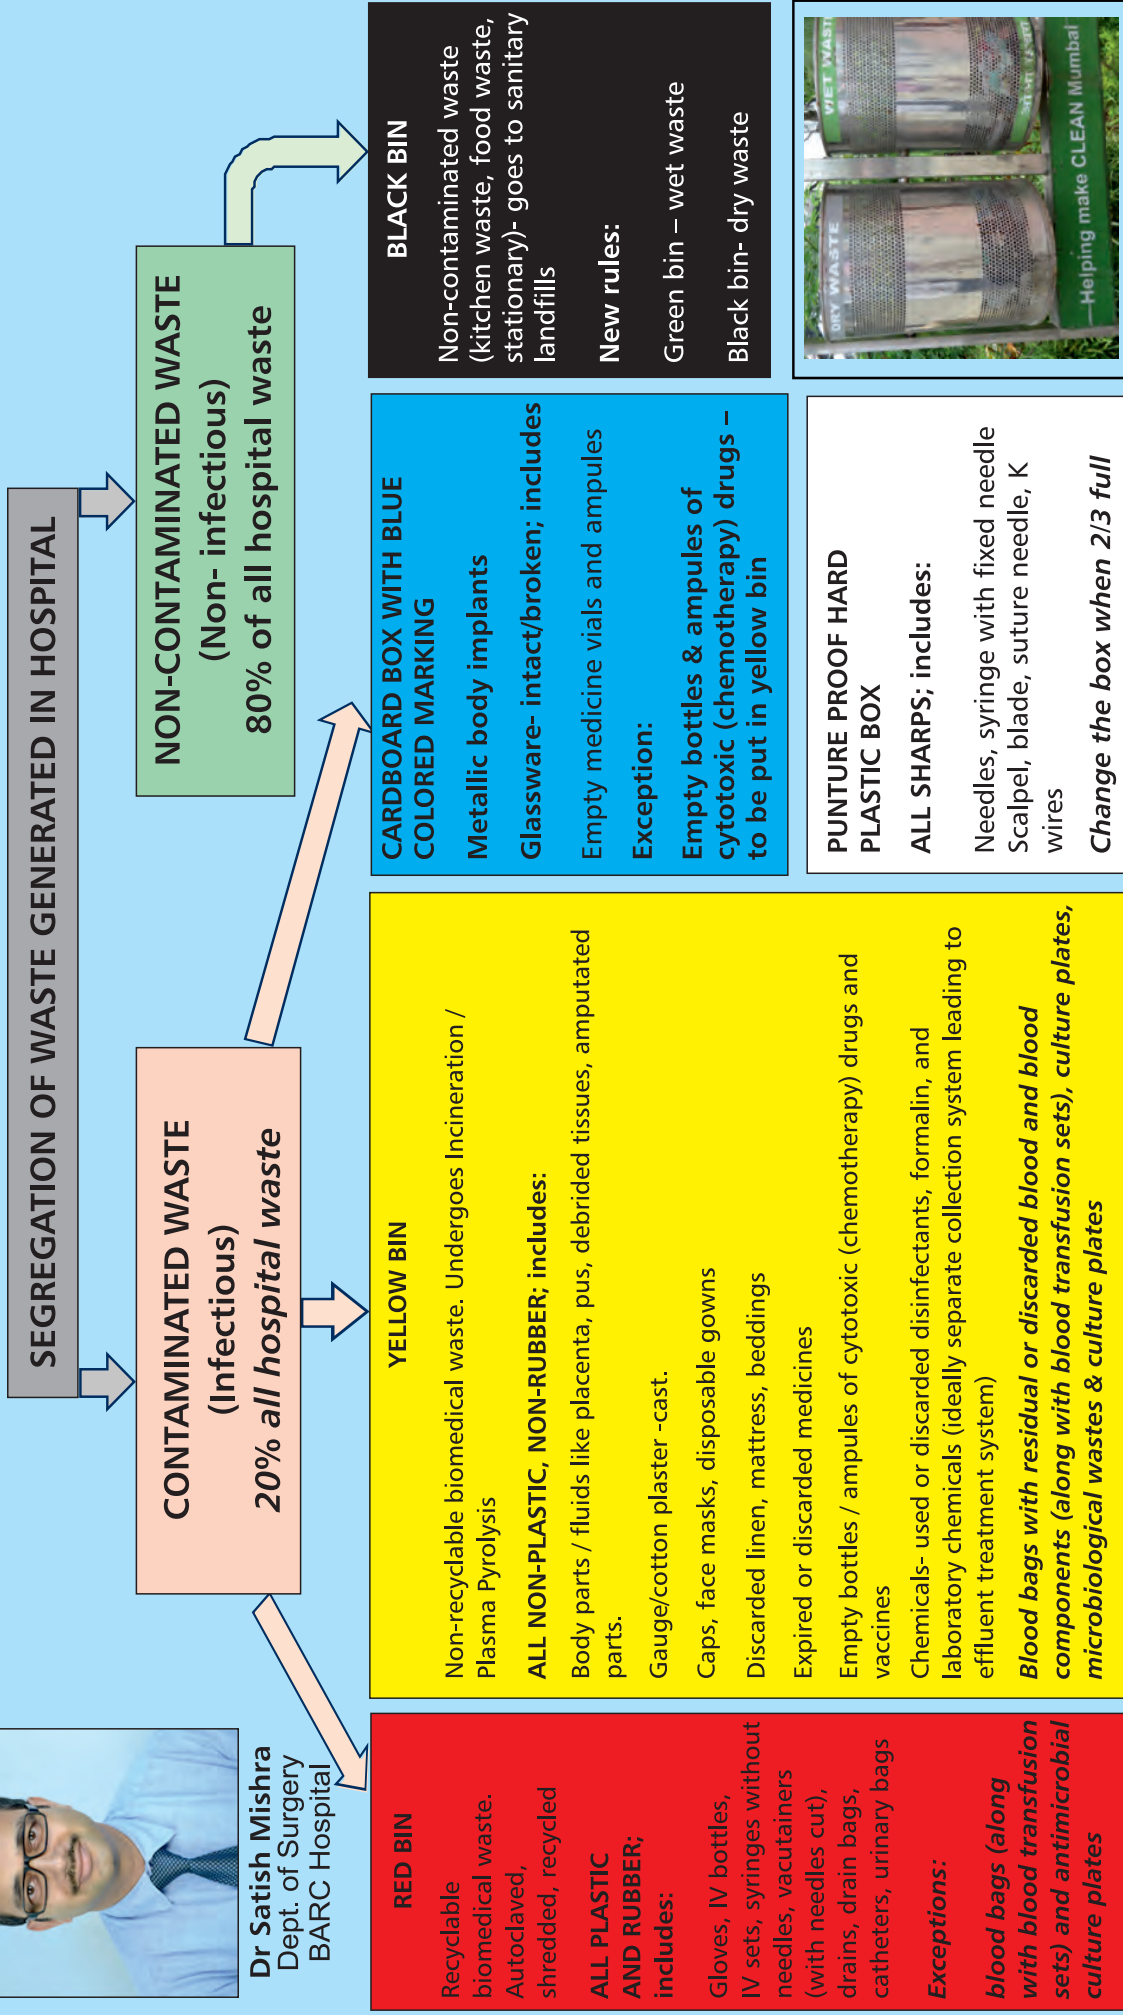 SEGREGATION OF WASTE GENERATED IN HOSPITAL
Dr Satish Mishra
Dept. of Surgery
BARC Hospital
CONTAMINATED WASTE
(Infectious)
20% all hospital waste
NON-CONTAMINATED WASTE
(Non- infectious)
80% of all hospital waste
RED BIN
Recyclable
biomedical waste.
Autoclaved,
shredded, recycled
ALL PLASTIC
AND RUBBER;
includes:
Gloves, IV bottles,
IV sets, syringes without
needles, vacutainers
(with needles cut),
drains, drain bags,
catheters, urinary bags
Exceptions:
blood bags (along
with blood transfusion
sets) and antimicrobial
culture plates
YELLOW BIN
Non-recyclable biomedical waste. Undergoes Incineration /
Plasma Pyrolysis
ALL NON-PLASTIC, NON-RUBBER; includes:
Body parts / fluids like placenta, pus, debrided tissues, amputated
parts.
Gauge/cotton plaster -cast.
Caps, face masks, disposable gowns
Discarded linen, mattress, beddings
Expired or discarded medicines
Empty bottles / ampules of cytotoxic (chemotherapy) drugs and
vaccines
Chemicals- used or discarded disinfectants, formalin, and
laboratory chemicals (ideally separate collection system leading to
effluent treatment system)
Blood bags with residual or discarded blood and blood
components (along with blood transfusion sets), culture plates,
microbiological wastes & culture plates
CARDBOARD BOX WITH BLUE
COLORED MARKING
Metallic body implants
Glassware- intact/broken; includes
Empty medicine vials and ampules
Exception:
Empty bottles & ampules of
cytotoxic (chemotherapy) drugs –
to be put in yellow bin
PUNTURE PROOF HARD
PLASTIC BOX
ALL SHARPS; includes:
Needles, syringe with fixed needle
Scalpel, blade, suture needle, K
wires
Change the box when 2/3 full
BLACK BIN
Non-contaminated waste
(kitchen waste, food waste,
stationary)- goes to sanitary
landfills
New rules:
Green bin – wet waste
Black bin- dry waste
DRY WASTE
WET WAST
Helping make CLEAN Mumbai